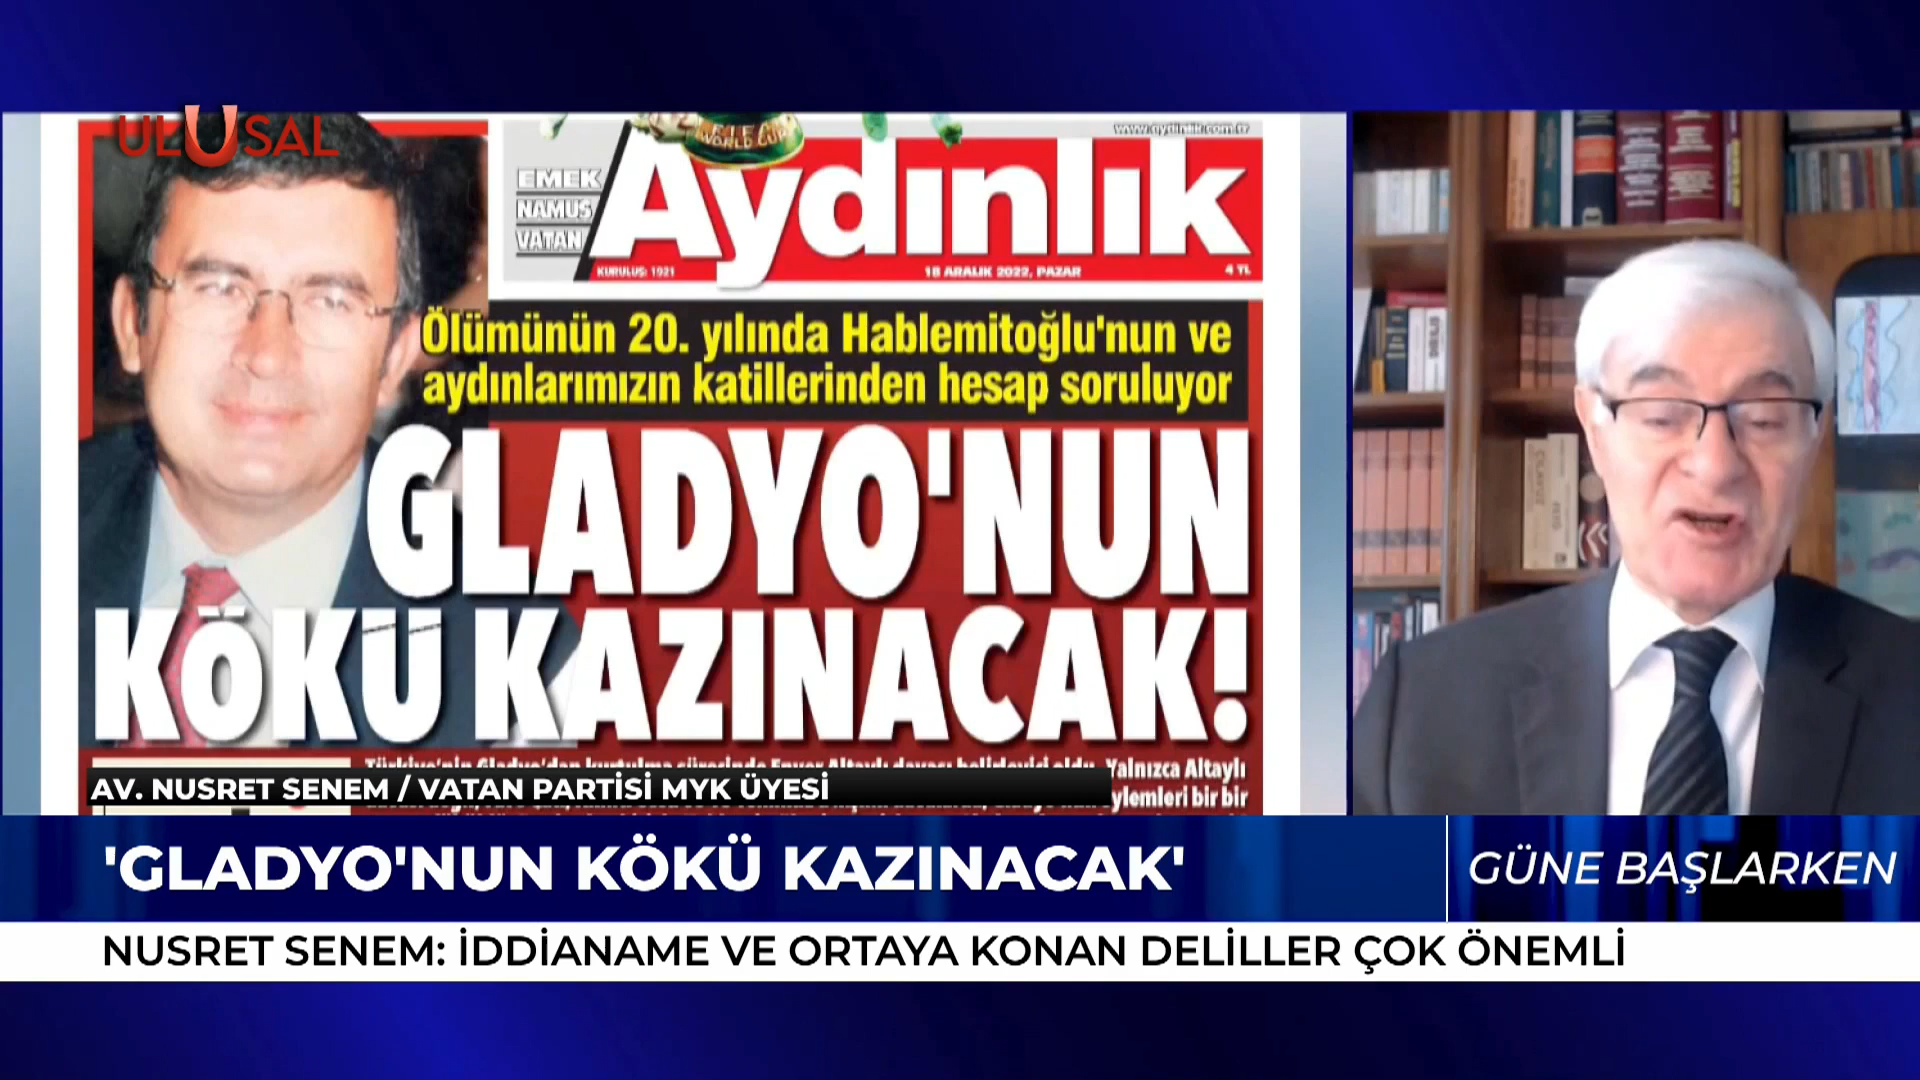 ULUSAL
www.aydinlik.com.tr
WORLD CUP
EMEK
NAMUS
VATAN
Aydınlık
KURULUŞ: 1921
18 ARALIK 2022, PAZAR
4 TL
Ölümünün 20. yılında Hablemitoğlu'nun ve
aydınlarımızın katillerinden hesap soruluyor
GLADYO'NUN
KÖKÜ KAZINACAK!
Yalnızca Altaylı
eylemleri bir bir
AV. NUSRET SENEM / VATAN PARTİSİ MYK ÜYESİ
'GLADYO'NUN KÖKÜ KAZINACAK'
GÜNE BAŞLARKEN
NUSRET SENEM: İDDİANAME VE ORTAYA KONAN DELİLLER ÇOK ÖNEMLİ